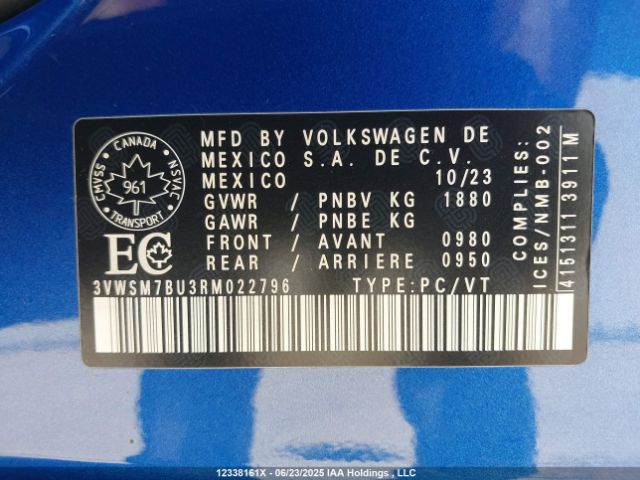 MFD BY VOLKSWAGEN DE
MEXICO S.A. DE C.V.
MEXICO 10/23
GVWR / PNBV KG 1880
GAWR / PNBE KG
FRONT / AVANT 0980
REAR / ARRIERE 0950
3VWSM7BU3RM022796 TYPE:PC/VT
CANADA
CMVSS
NSVAC
961
TRANSPORT
EC
COMPLIES:
ICES/NMB-002
4151311 3911 M
12338161X - 06/23/2025 IAA Holdings , LLC